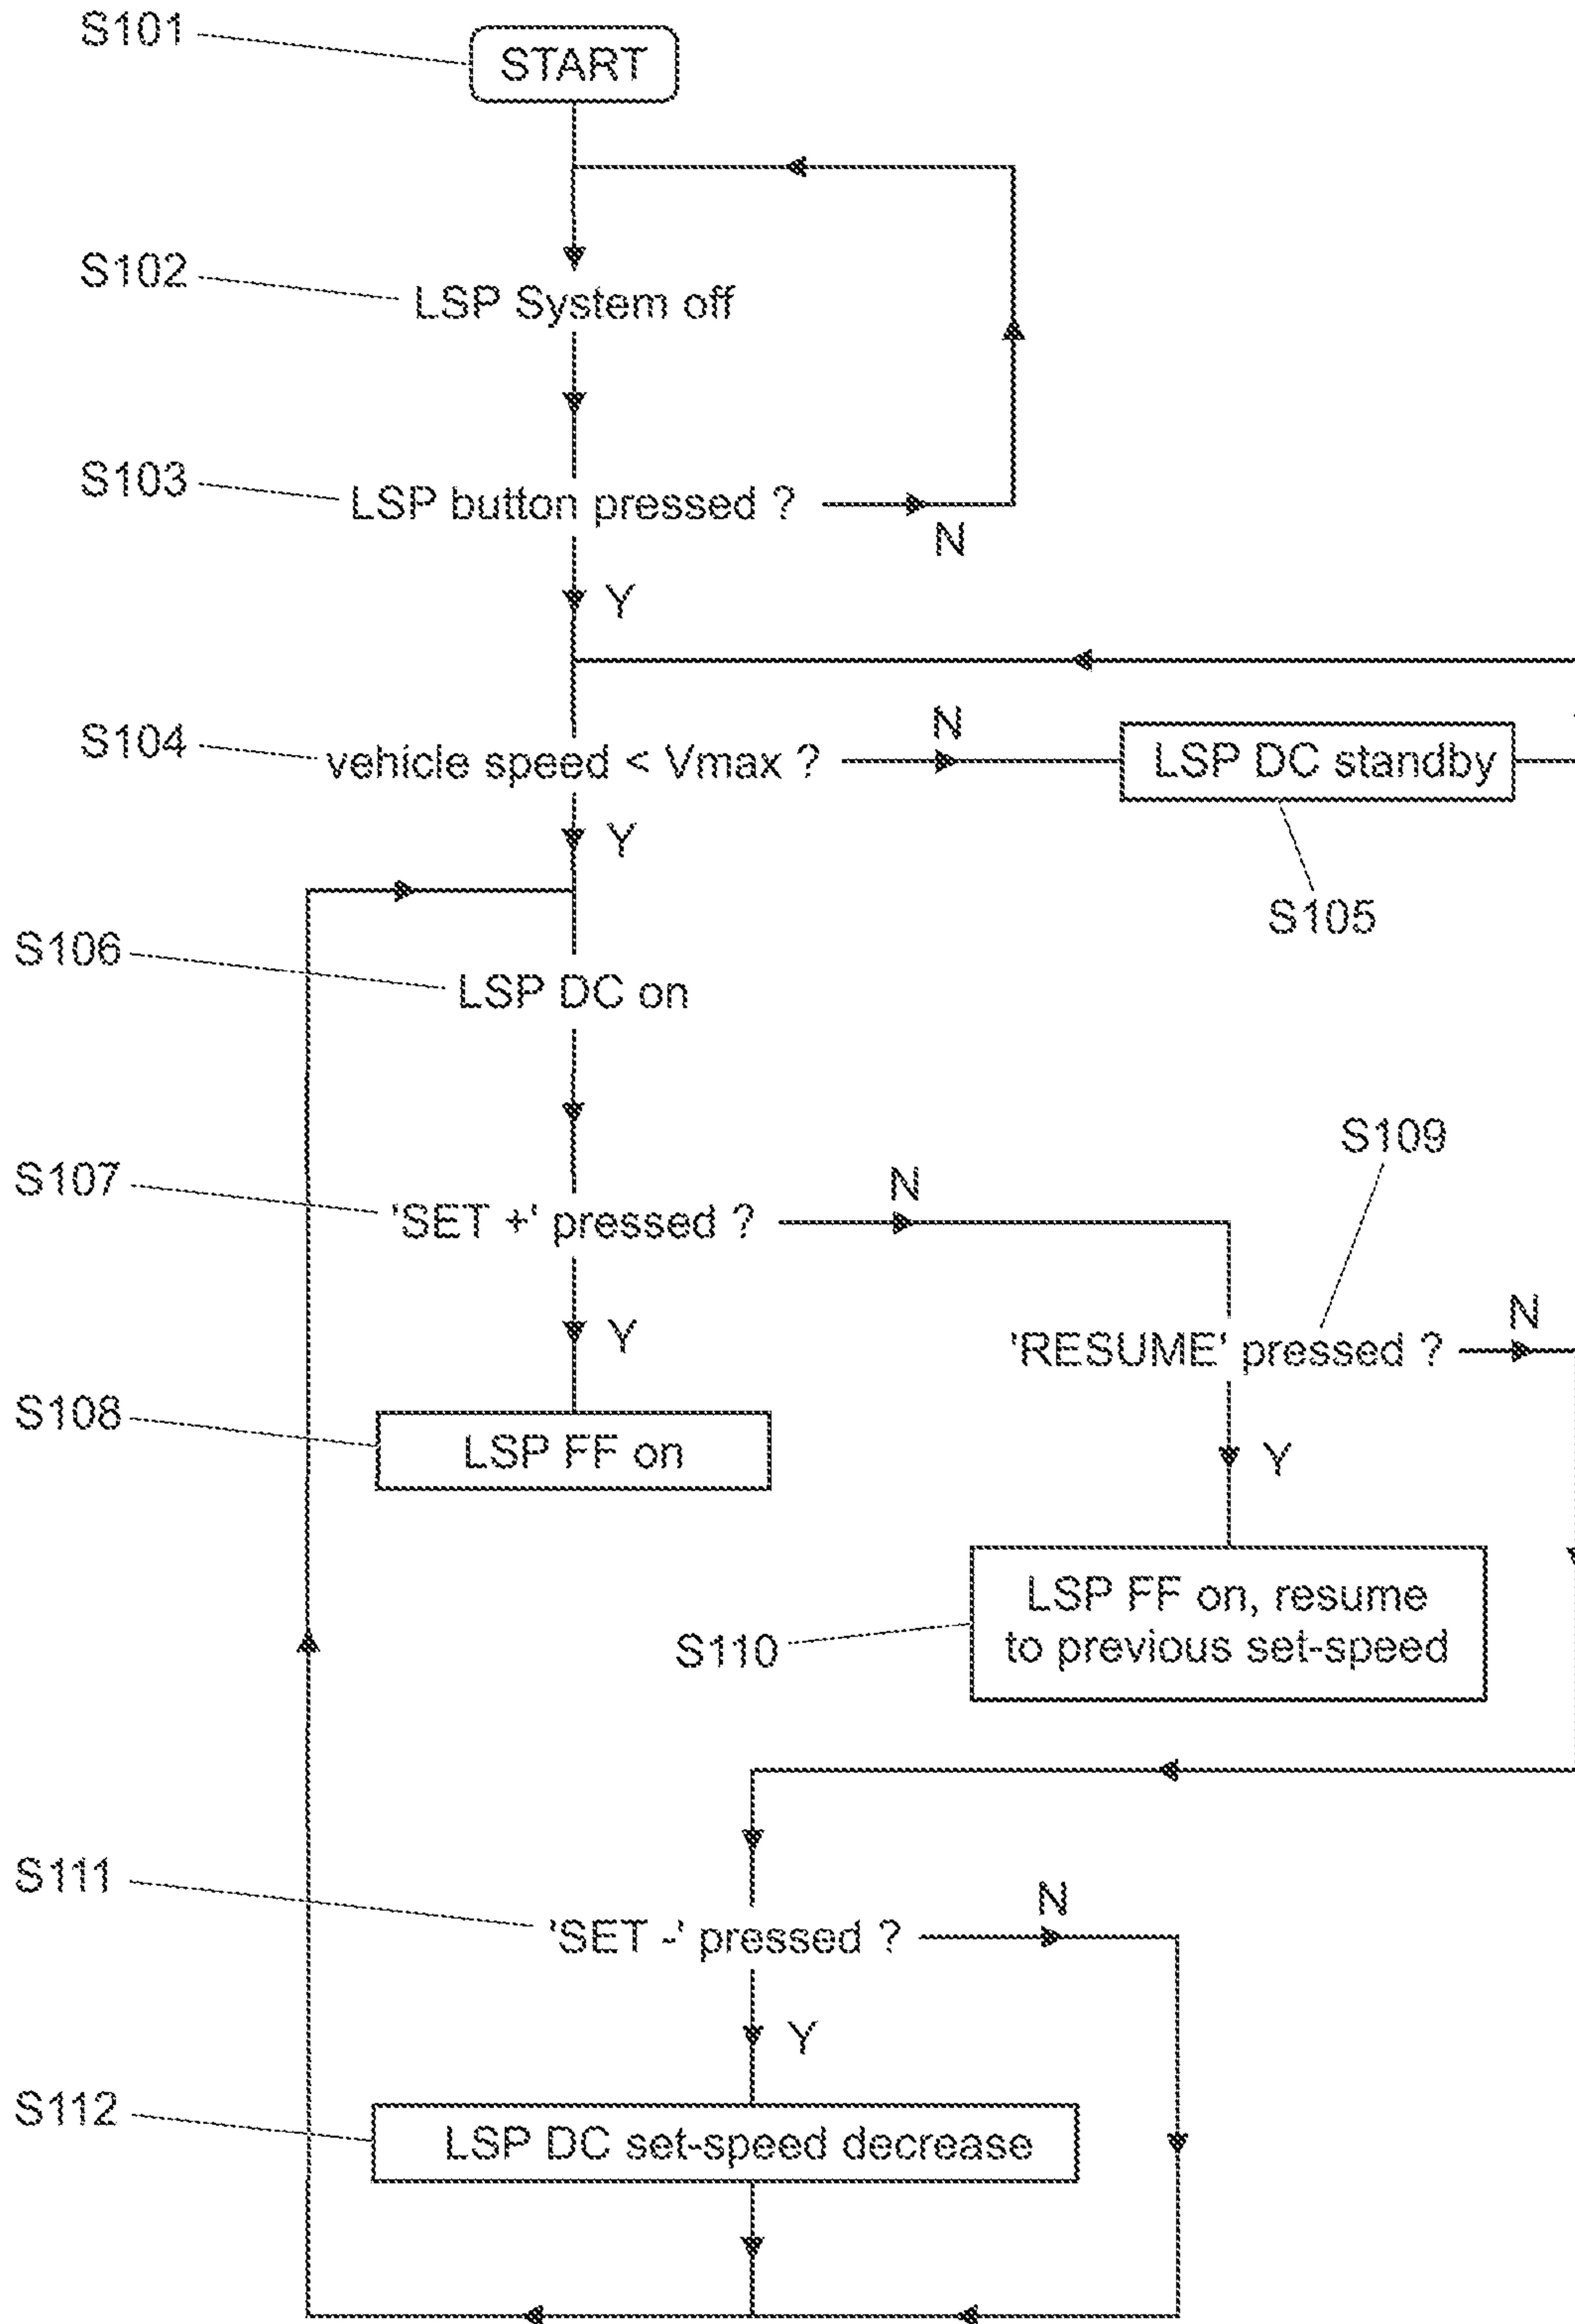 S101
START
S102
LSP System off
S103
LSP button pressed ?
N
Y
S104
vehicle speed < Vmax ?
N
LSP DC standby
Y
S105
S106
LSP DC on
S109
S107
'SET +' pressed ?
N
Y
'RESUME' pressed ?
N
S108
LSP FF on
Y
LSP FF on, resume
to previous set-speed
S110
S111
'SET -' pressed ?
N
Y
S112
LSP DC set-speed decrease